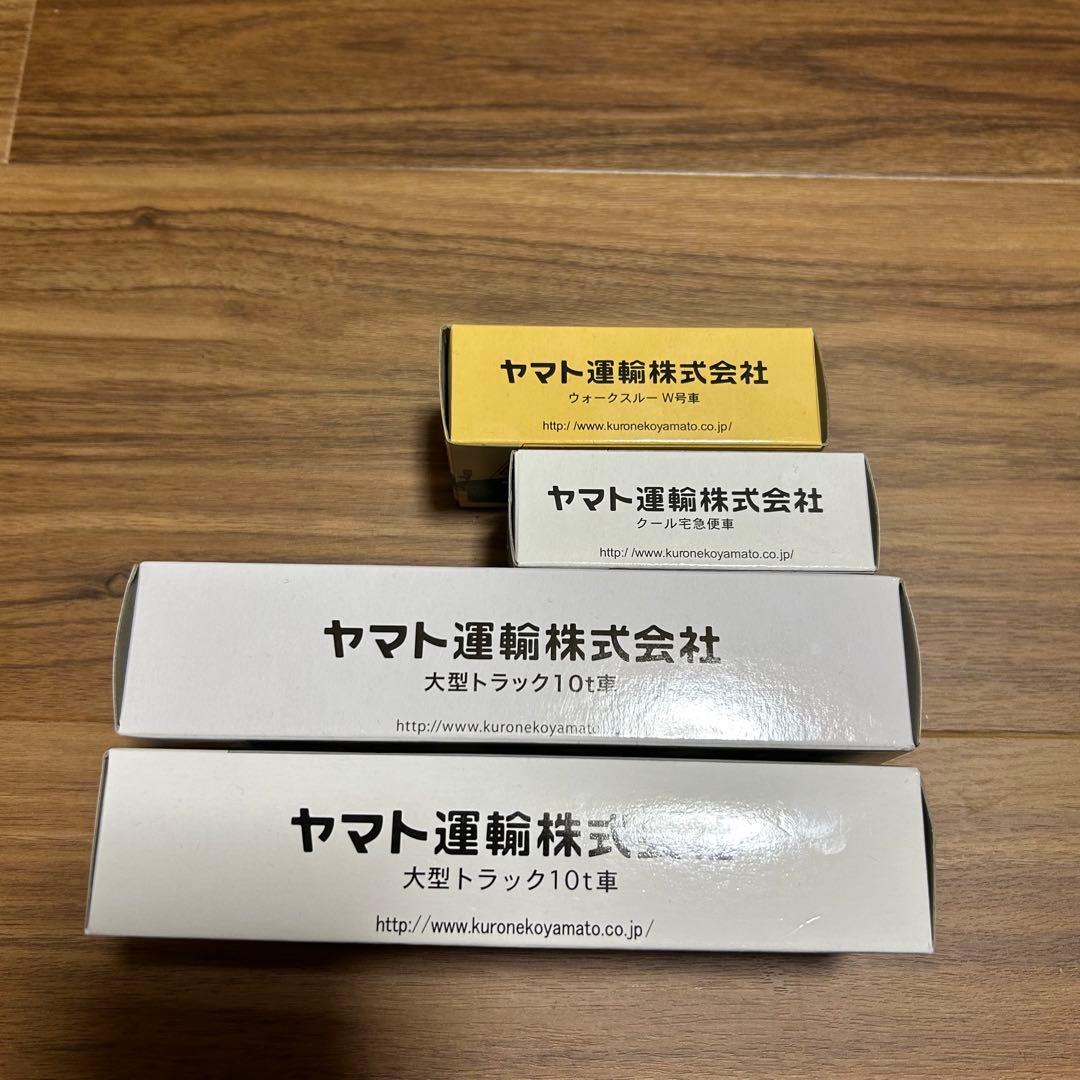 ヤマト運輸株式会社
ウォークスルー W号車
http:/ /www.kuronekoyamato.co.jp/
ヤマト運輸株式会社
クール宅急便車
http:/ /www.kuronekoyamato.co.jp/
ヤマト運輸株式会社
大型トラック10t車
http://www.kuronekoyamato
ヤマト運輸株式会社
大型トラック10t車
http://www.kuronekoyamato.co.jp/